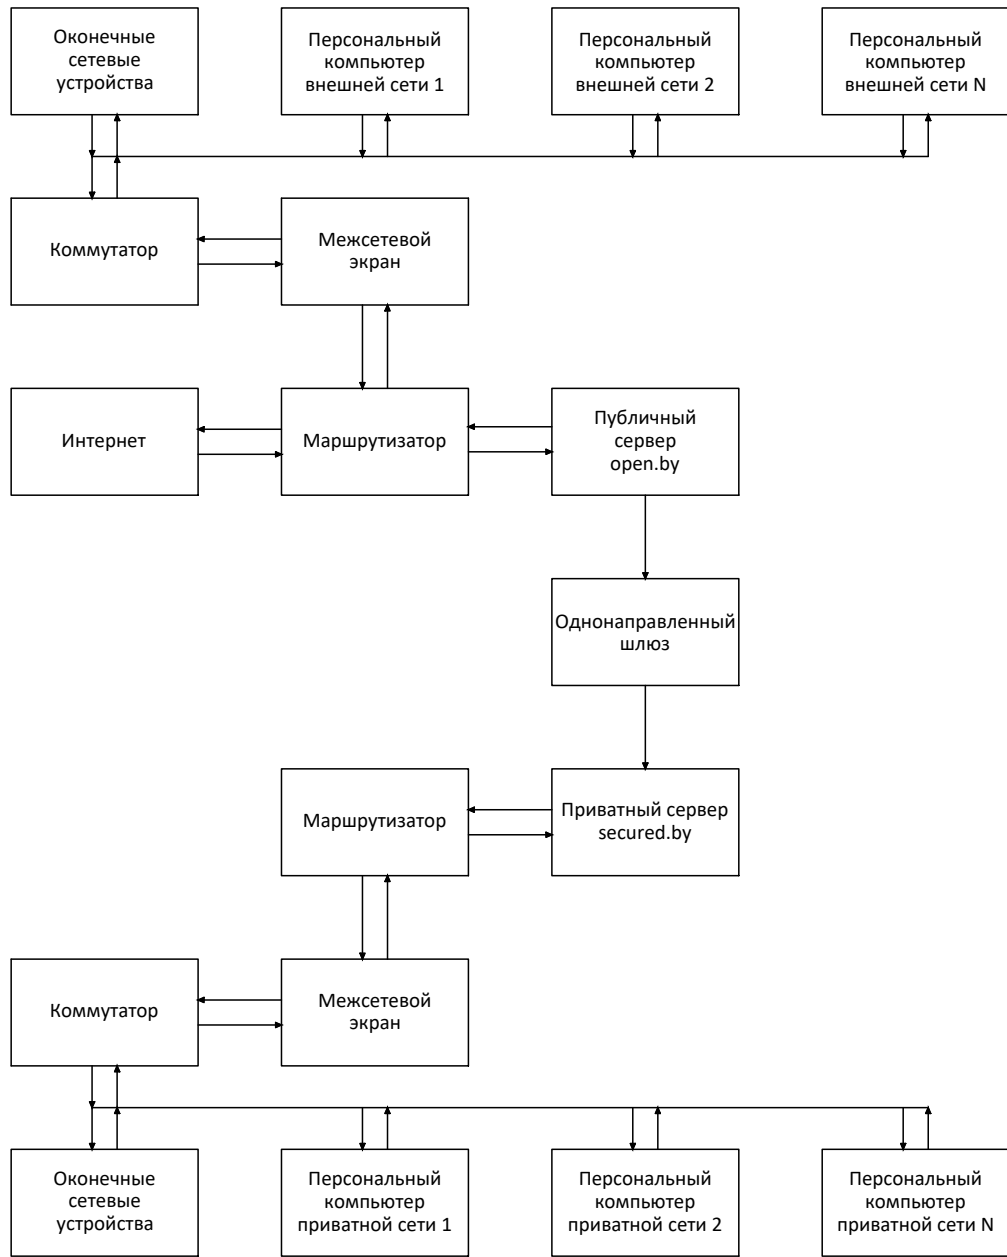 Оконечные
сетевые
устройства
Персональный
компьютер
внешней сети 1
Персональный
компьютер
внешней сети 2
Персональный
компьютер
внешней сети N
Коммутатор
Межсетевой
экран
Интернет
Маршрутизатор
Публичный
сервер
open.by
Однонаправленный
шлюз
Маршрутизатор
Приватный сервер
secured.by
Коммутатор
Межсетевой
экран
Оконечные
сетевые
устройства
Персональный
компьютер
приватной сети 1
Персональный
компьютер
приватной сети 2
Персональный
компьютер
приватной сети N